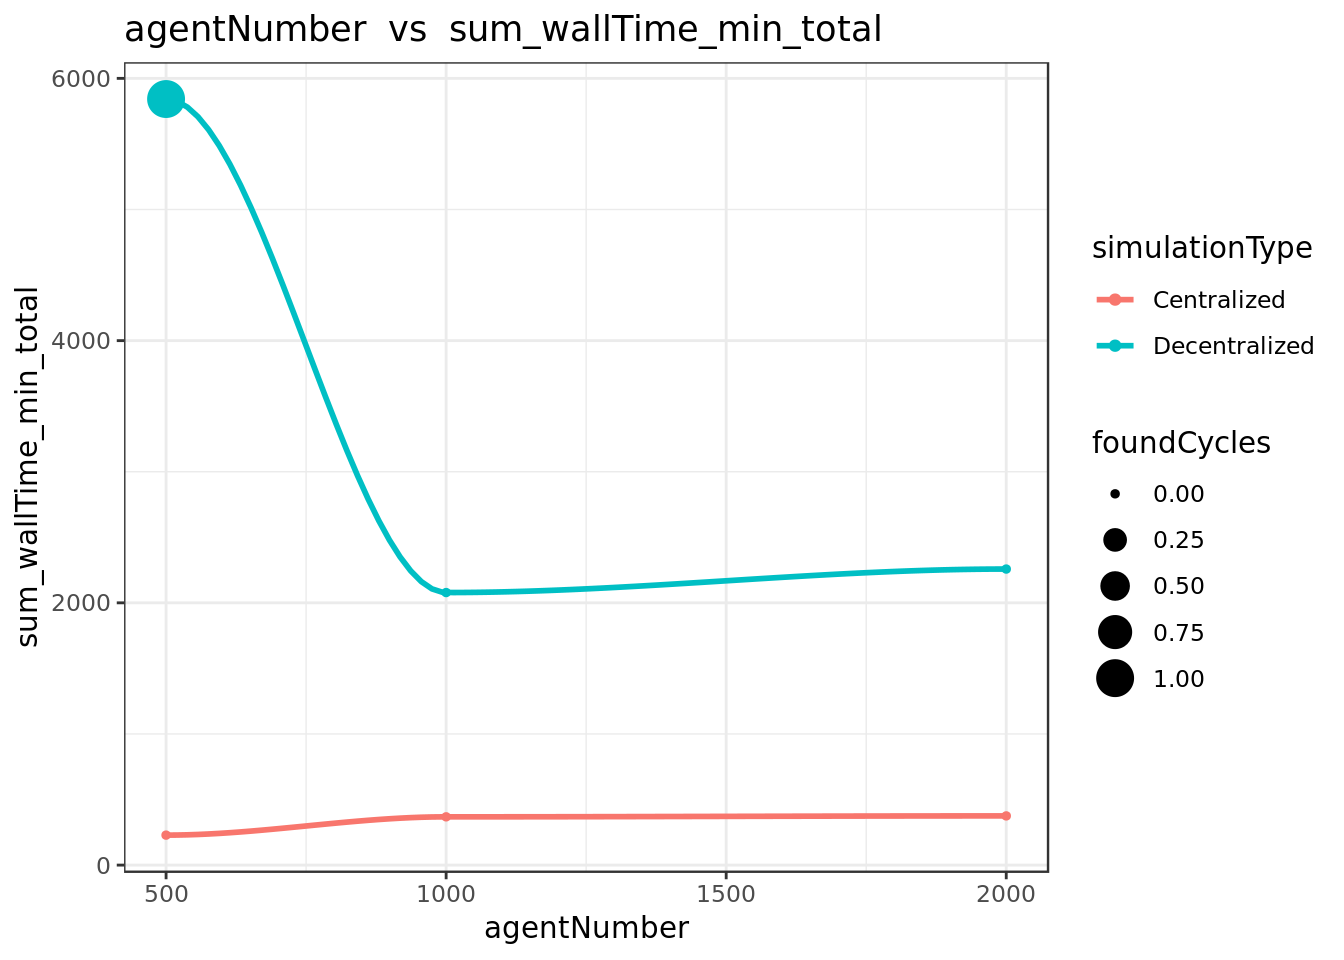 agentNumber  vs  sum_wallTime_min_total
sum_wallTime_min_total
6000
4000
2000
0
500
1000
1500
2000
agentNumber
simulationType
Centralized
Decentralized
foundCycles
0.00
0.25
0.50
0.75
1.00